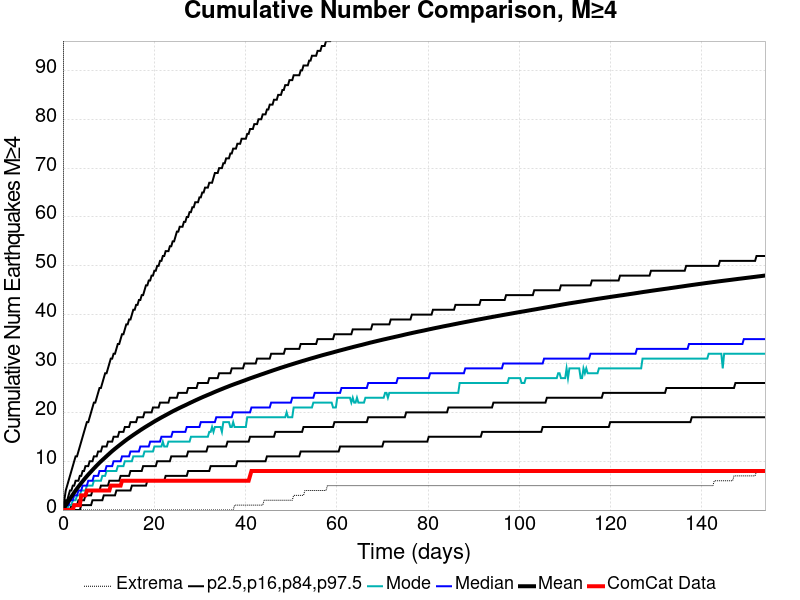 Cumulative Number Comparison, M≥4
Cumulative Num Earthquakes M≥4
90
80
70
60
50
40
30
20
10
0
0 20 40 60 80 100 120 140
Time (days)
Extrema p2.5,p16,p84,p97.5 Mode Median Mean ComCat Data